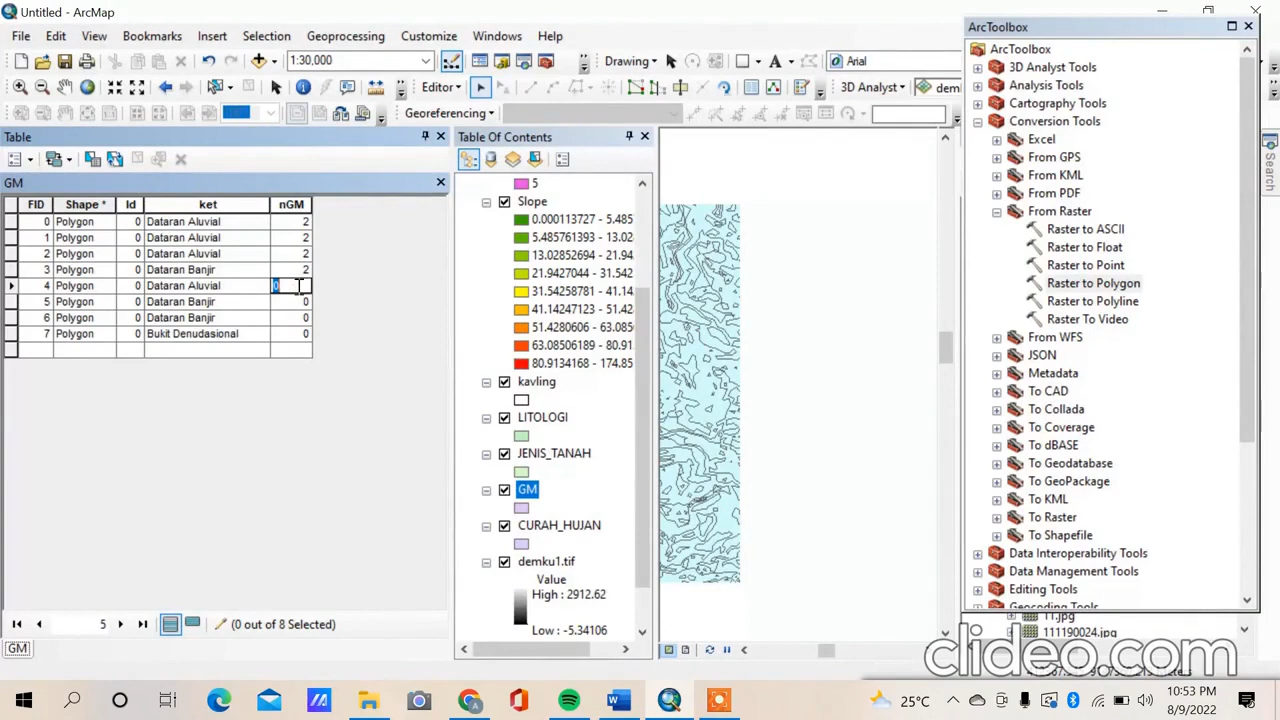 Untitled - ArcMap
File Edit View Bookmarks Insert Selection Geoprocessing Customize Windows Help
1:30,000 Drawing Arial
Editor 3D Analyst
Georeferencing
Table
GM
FID Shape * Id ket nGM
0 Polygon 0 Dataran Aluvial 2
1 Polygon 0 Dataran Aluvial 2
2 Polygon 0 Dataran Aluvial 2
3 Polygon 0 Dataran Banjir 2
4 Polygon 0 Dataran Aluvial 0
5 Polygon 0 Dataran Banjir 0
6 Polygon 0 Dataran Banjir 0
7 Polygon 0 Bukit Denudasional 0
5 (0 out of 8 Selected)
GM
Table Of Contents
5
Slope
0.000113727 - 5.485
5.485761393 - 13.02
13.02852694 - 21.94
21.9427044 - 31.542
31.54258781 - 41.14
41.14247123 - 51.428
51.4280606 - 63.085
63.08506189 - 80.91
80.9134168 - 174.85
kavling
LITOLOGI
JENIS_TANAH
GM
CURAH_HUJAN
demku1.tif
Value
High : 2912.62
Low : -5.34106
ArcToolbox
ArcToolbox
3D Analyst Tools
Analysis Tools
Cartography Tools
Conversion Tools
Excel
From GPS
From KML
From PDF
From Raster
Raster to ASCII
Raster to Float
Raster to Point
Raster to Polygon
Raster to Polyline
Raster To Video
From WFS
JSON
Metadata
To CAD
To Collada
To Coverage
To dBASE
To Geodatabase
To GeoPackage
To KML
To Raster
To Shapefile
Data Interoperability Tools
Data Management Tools
Editing Tools
Geocoding Tools
11.jpg
111190024.jpg
Search
clideo.com
25°C
10:53 PM
8/9/2022